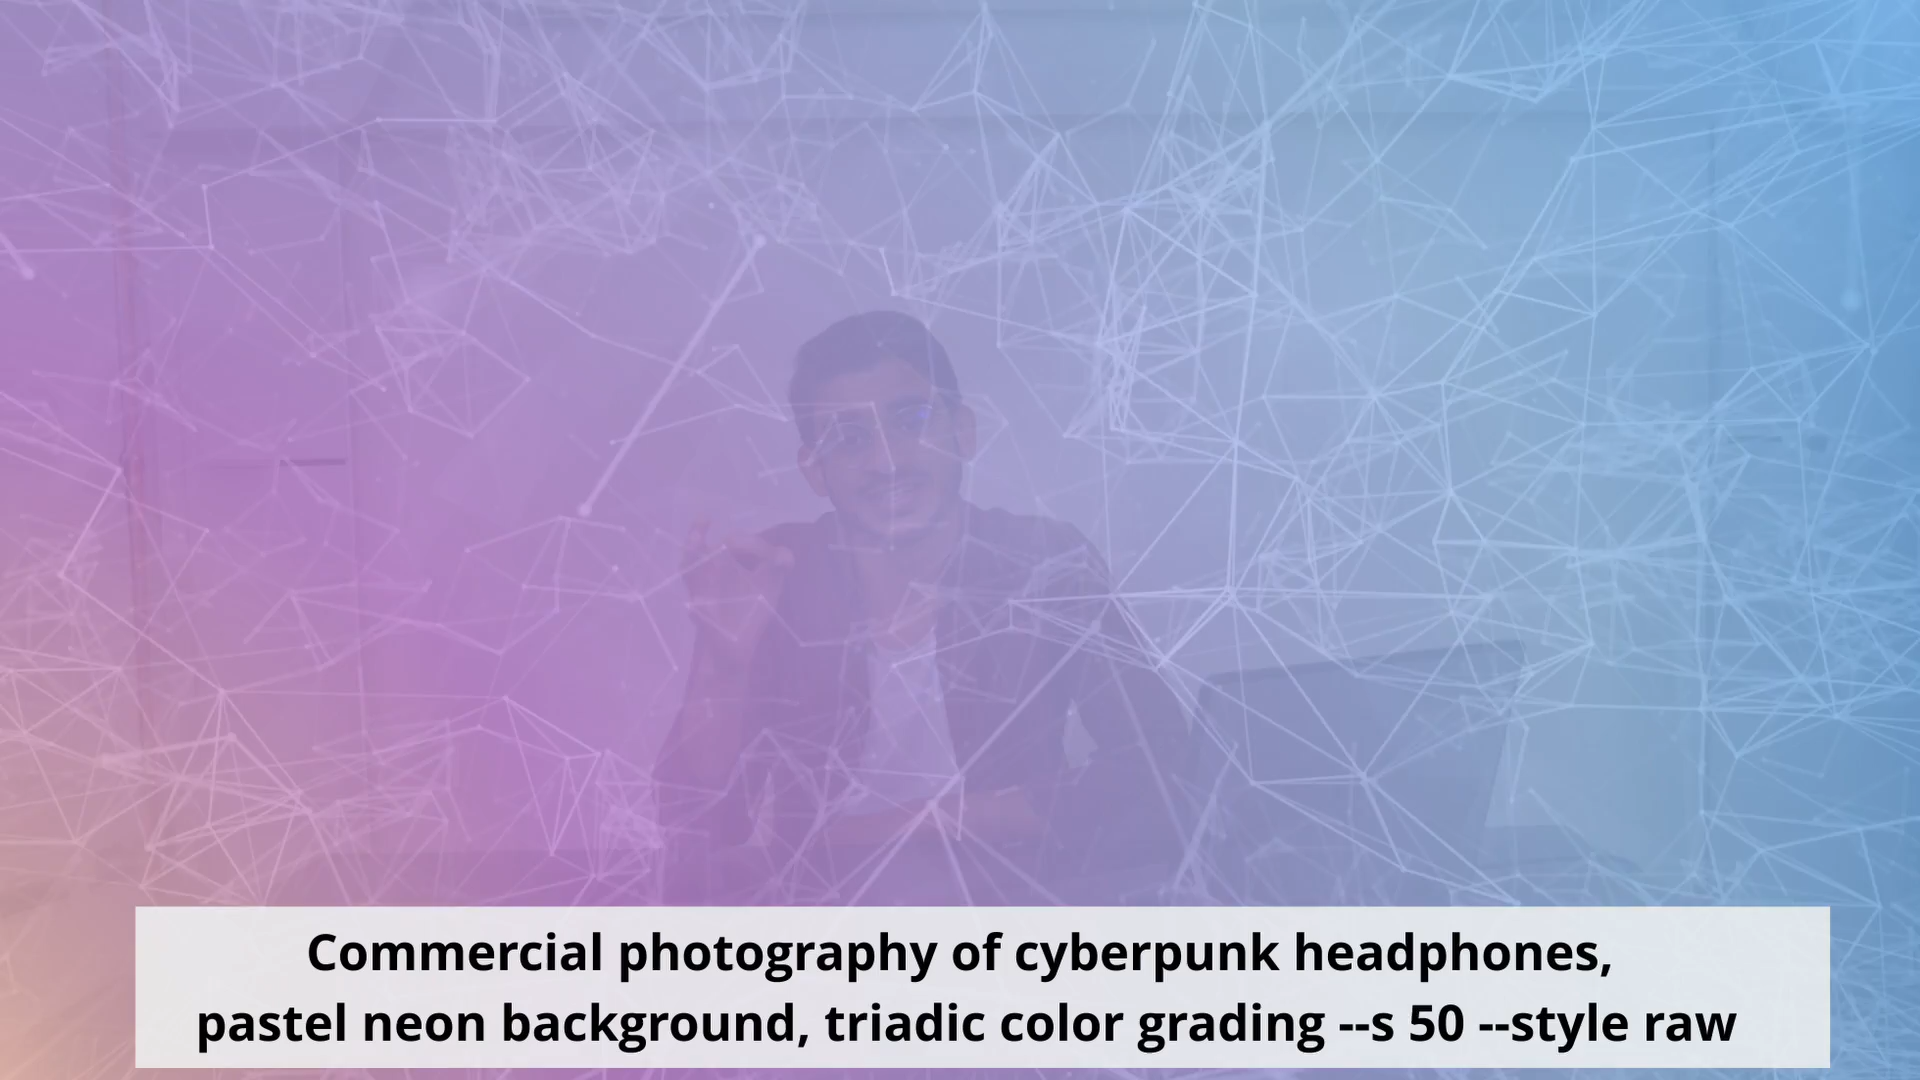 Commercial photography of cyberpunk headphones,
pastel neon background, triadic color grading --s 50 --style raw